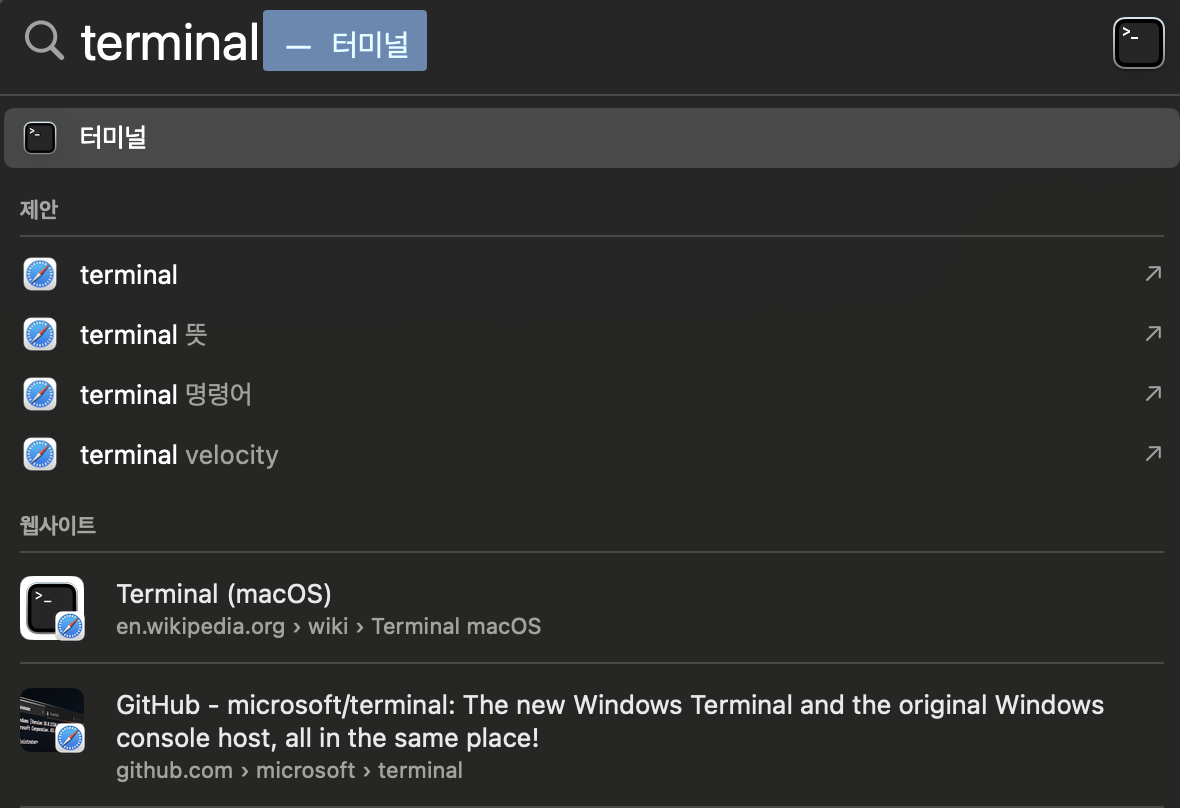 terminal — 터미널
터미널
제안
terminal
terminal 뜻
terminal 명령어
terminal velocity
웹사이트
Terminal (macOS)
en.wikipedia.org › wiki › Terminal macOS
GitHub - microsoft/terminal: The new Windows Terminal and the original Windows
console host, all in the same place!
github.com › microsoft › terminal